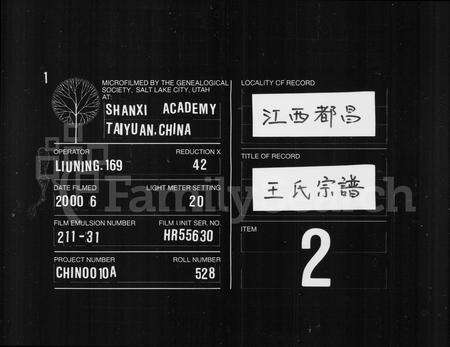 1
MICROFILMED BY THE GENEALOGICAL
SOCIETY, SALT LAKE CITY, UTAH
AT:
SHANXI ACADEMY
TAIYUAN.CHINA
OPERATOR REDUCTION X
LIUNING.169 42
DATE FILMED LIGHT METER SETTING
2000 6 20
FILM EMULSION NUMBER FILM UNIT SER. NO.
211-31 HR55630
PROJECT NUMBER ROLL NUMBER
CHIN0010A 528
LOCALITY OF RECORD
江西都昌
TITLE OF RECORD
王氏宗譜
ITEM
2
FamilySearch